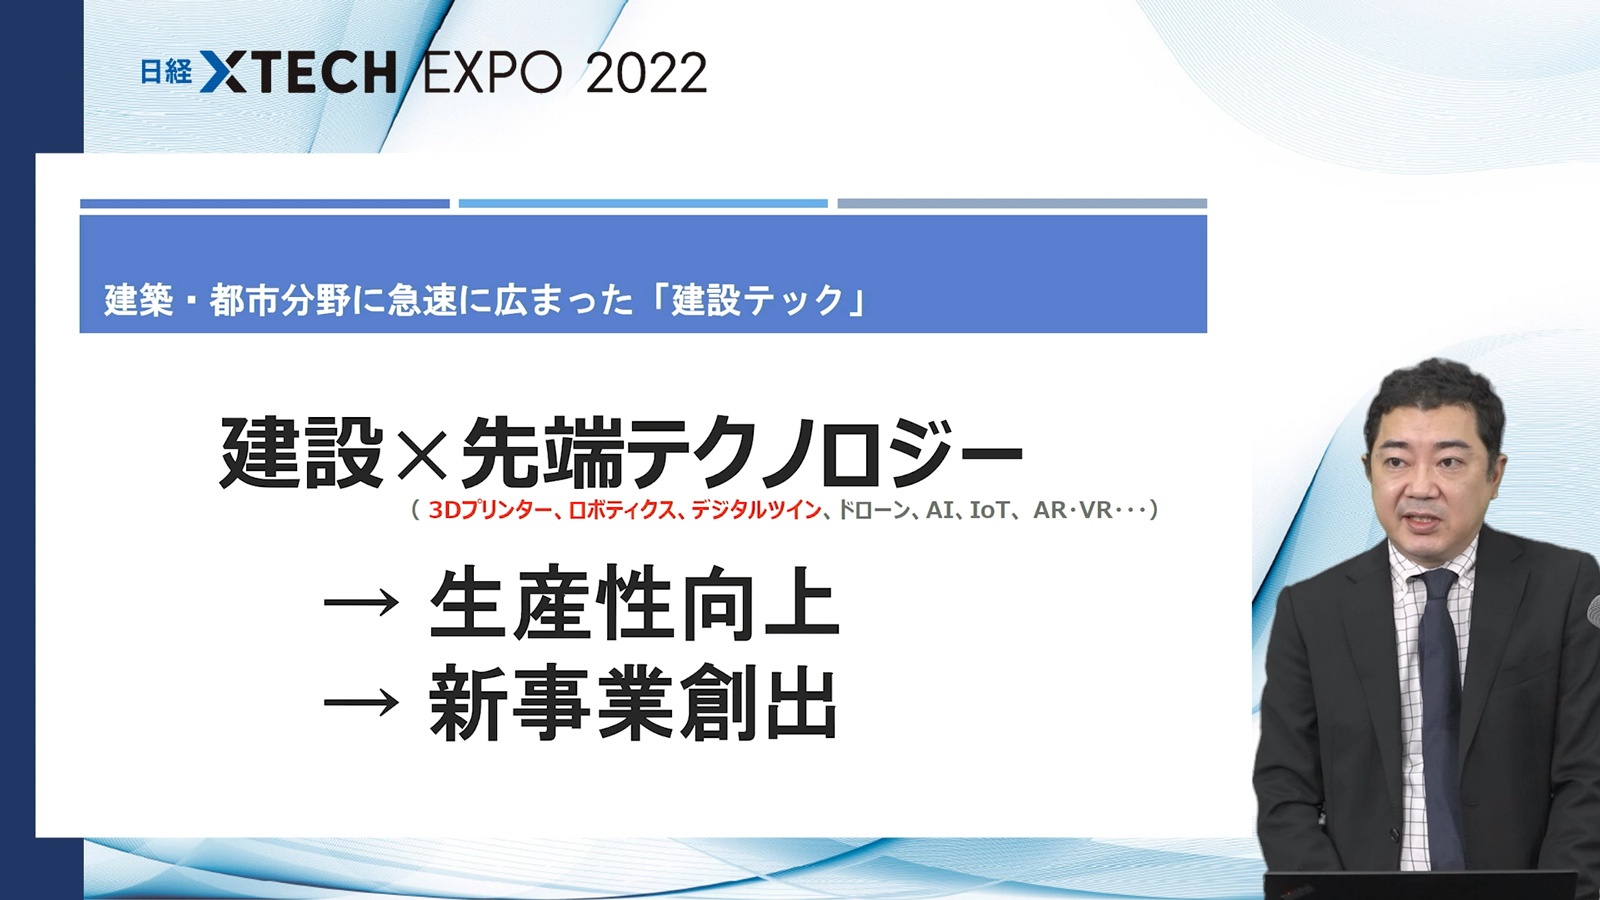 日経 XTECH EXPO 2022
建築・都市分野に急速に広まった「建設テック」
建設×先端テクノロジー
（ 3Dプリンター、ロボティクス、デジタルツイン、ドローン、AI、IoT、AR･VR･･･）
→ 生産性向上
→ 新事業創出